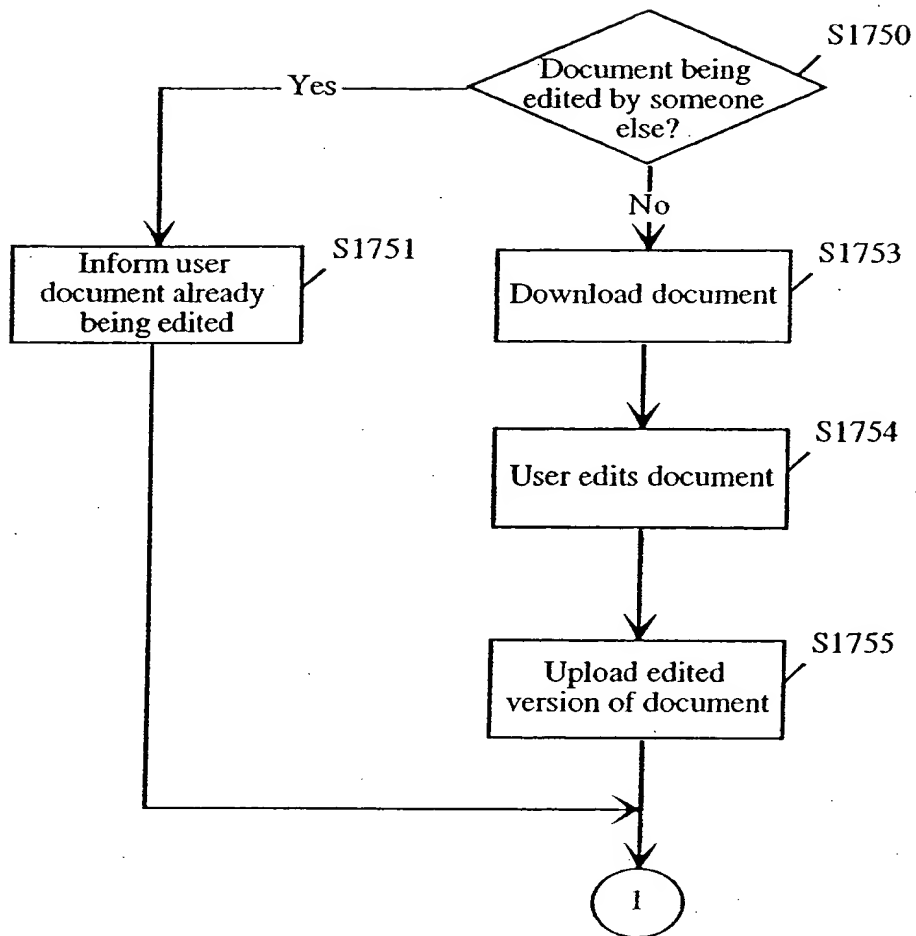 S1750
Document being
edited by someone
else?
Yes
No
S1751
Inform user
document already
being edited
S1753
Download document
S1754
User edits document
S1755
Upload edited
version of document
1